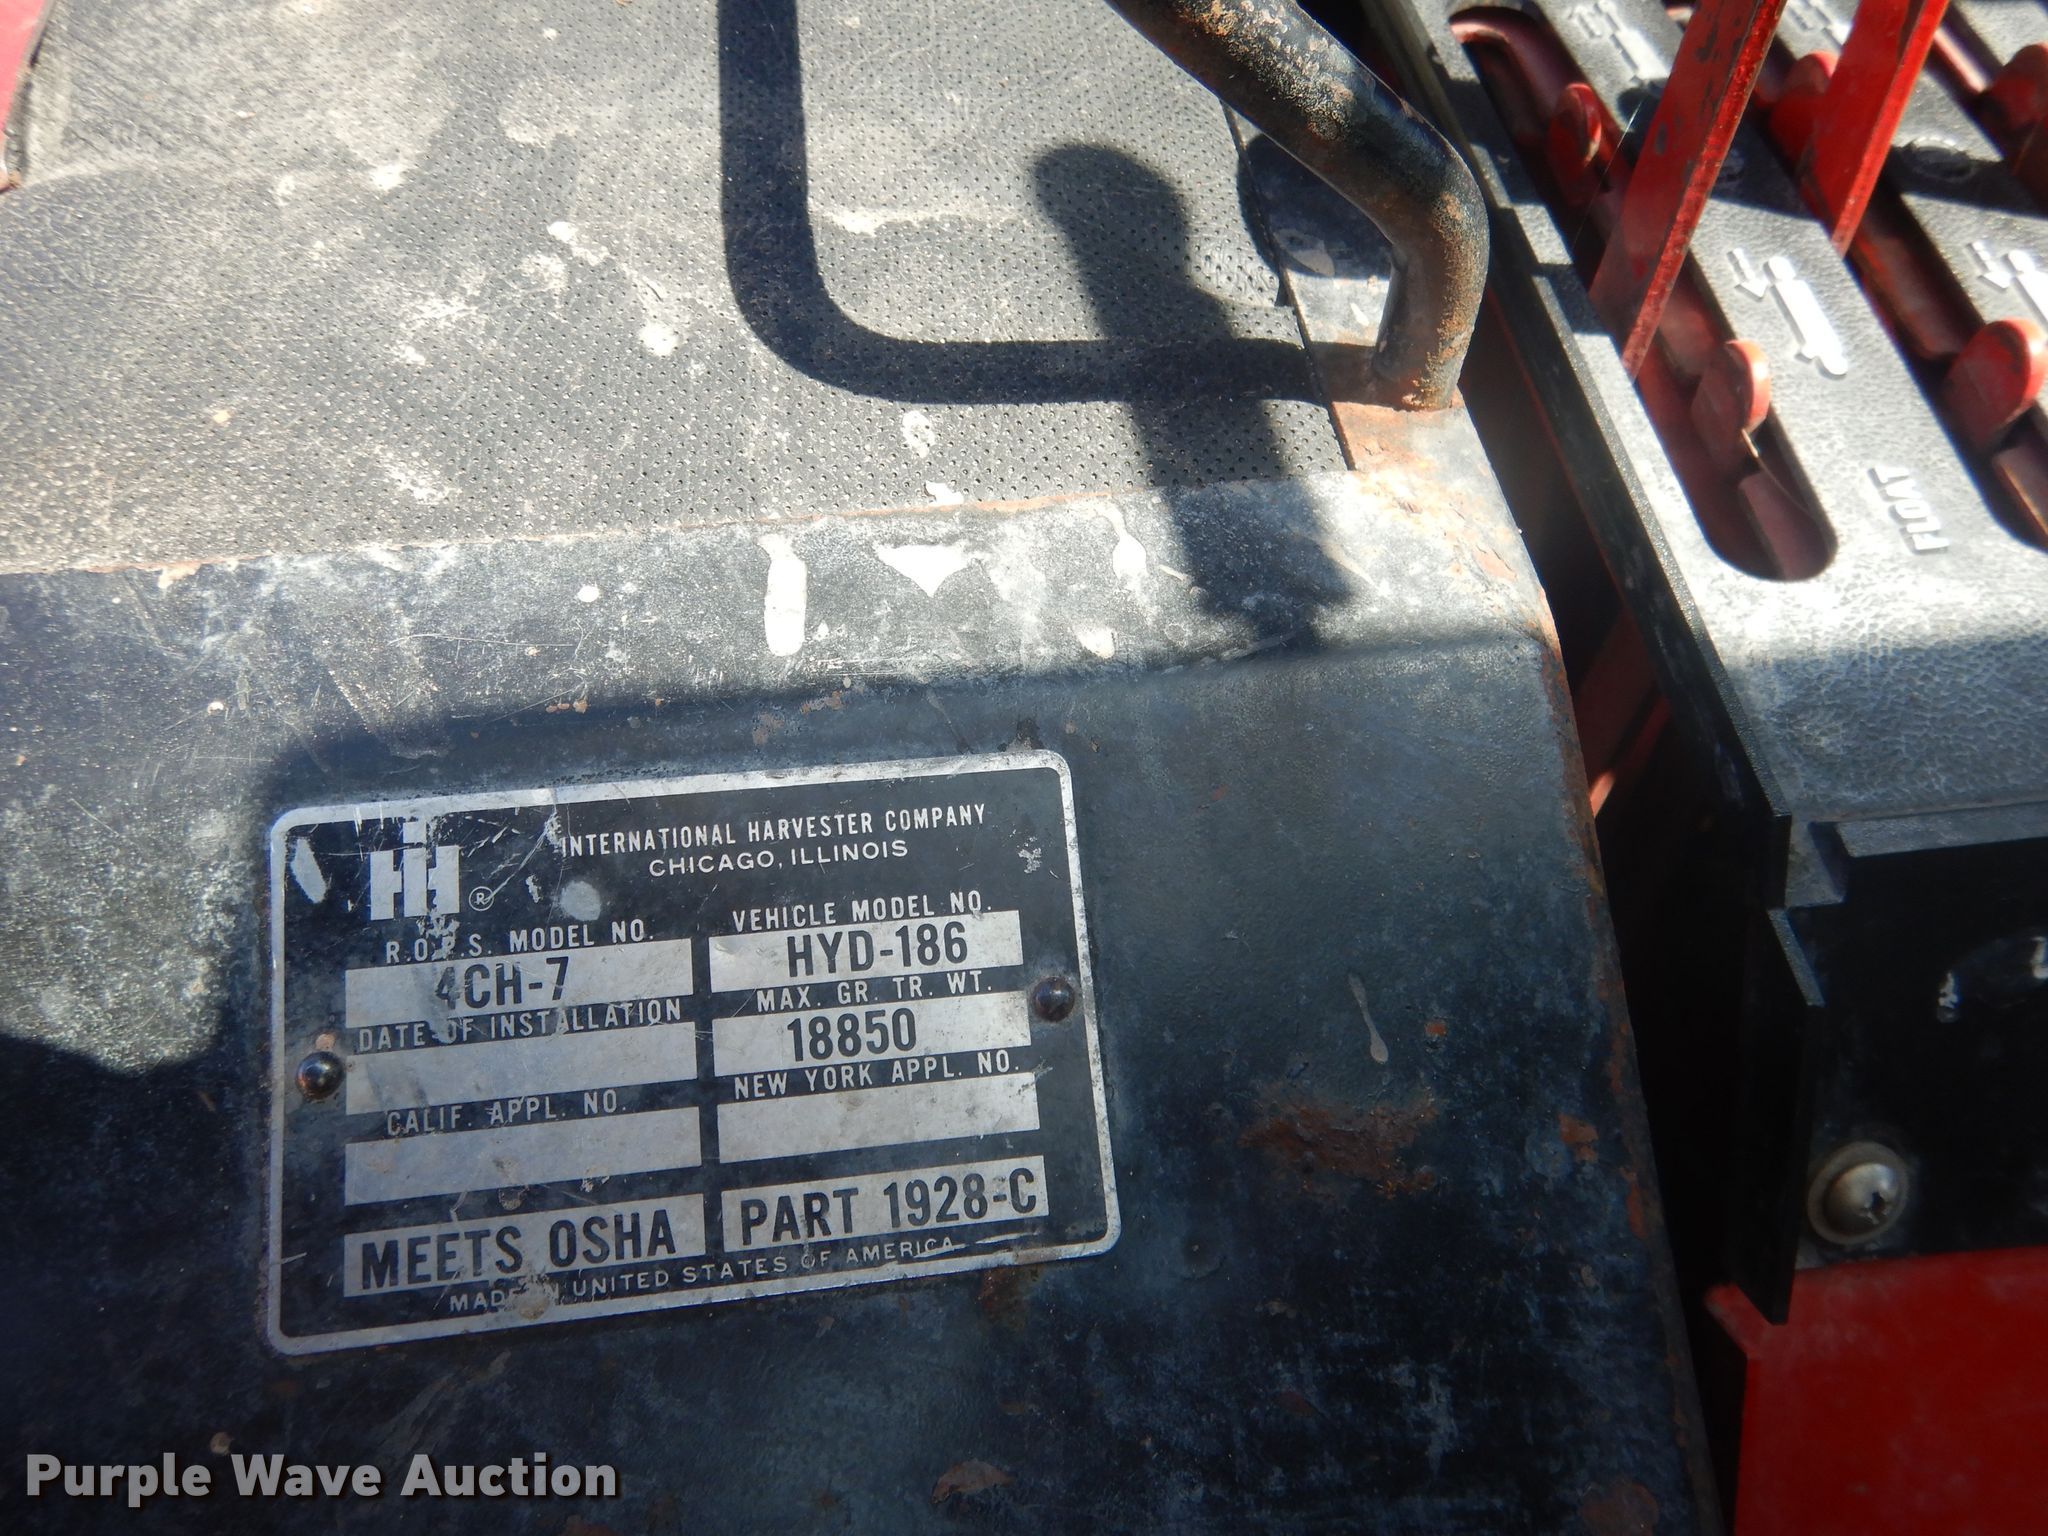 FLOAT
IH ®
INTERNATIONAL HARVESTER COMPANY
CHICAGO, ILLINOIS
R.O.P.S. MODEL NO. VEHICLE MODEL NO.
4CH-7 HYD-186
DATE OF INSTALLATION MAX. GR. TR. WT.
18850
CALIF. APPL. NO. NEW YORK APPL. NO.
MEETS OSHA PART 1928-C
MADE IN UNITED STATES OF AMERICA
Purple Wave Auction